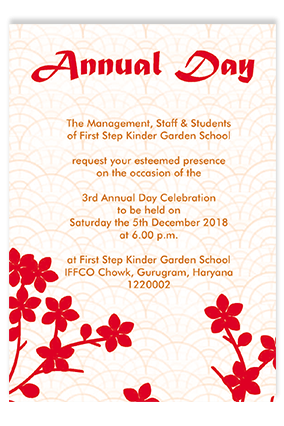 Annual Day
The Management, Staff & Students
of First Step Kinder Garden School
request your esteemed presence
on the occasion of the
3rd Annual Day Celebration
to be held on
Saturday the 5th December 2018
at 6.00 p.m.
at First Step Kinder Garden School
IFFCO Chowk, Gurugram, Haryana
1220002